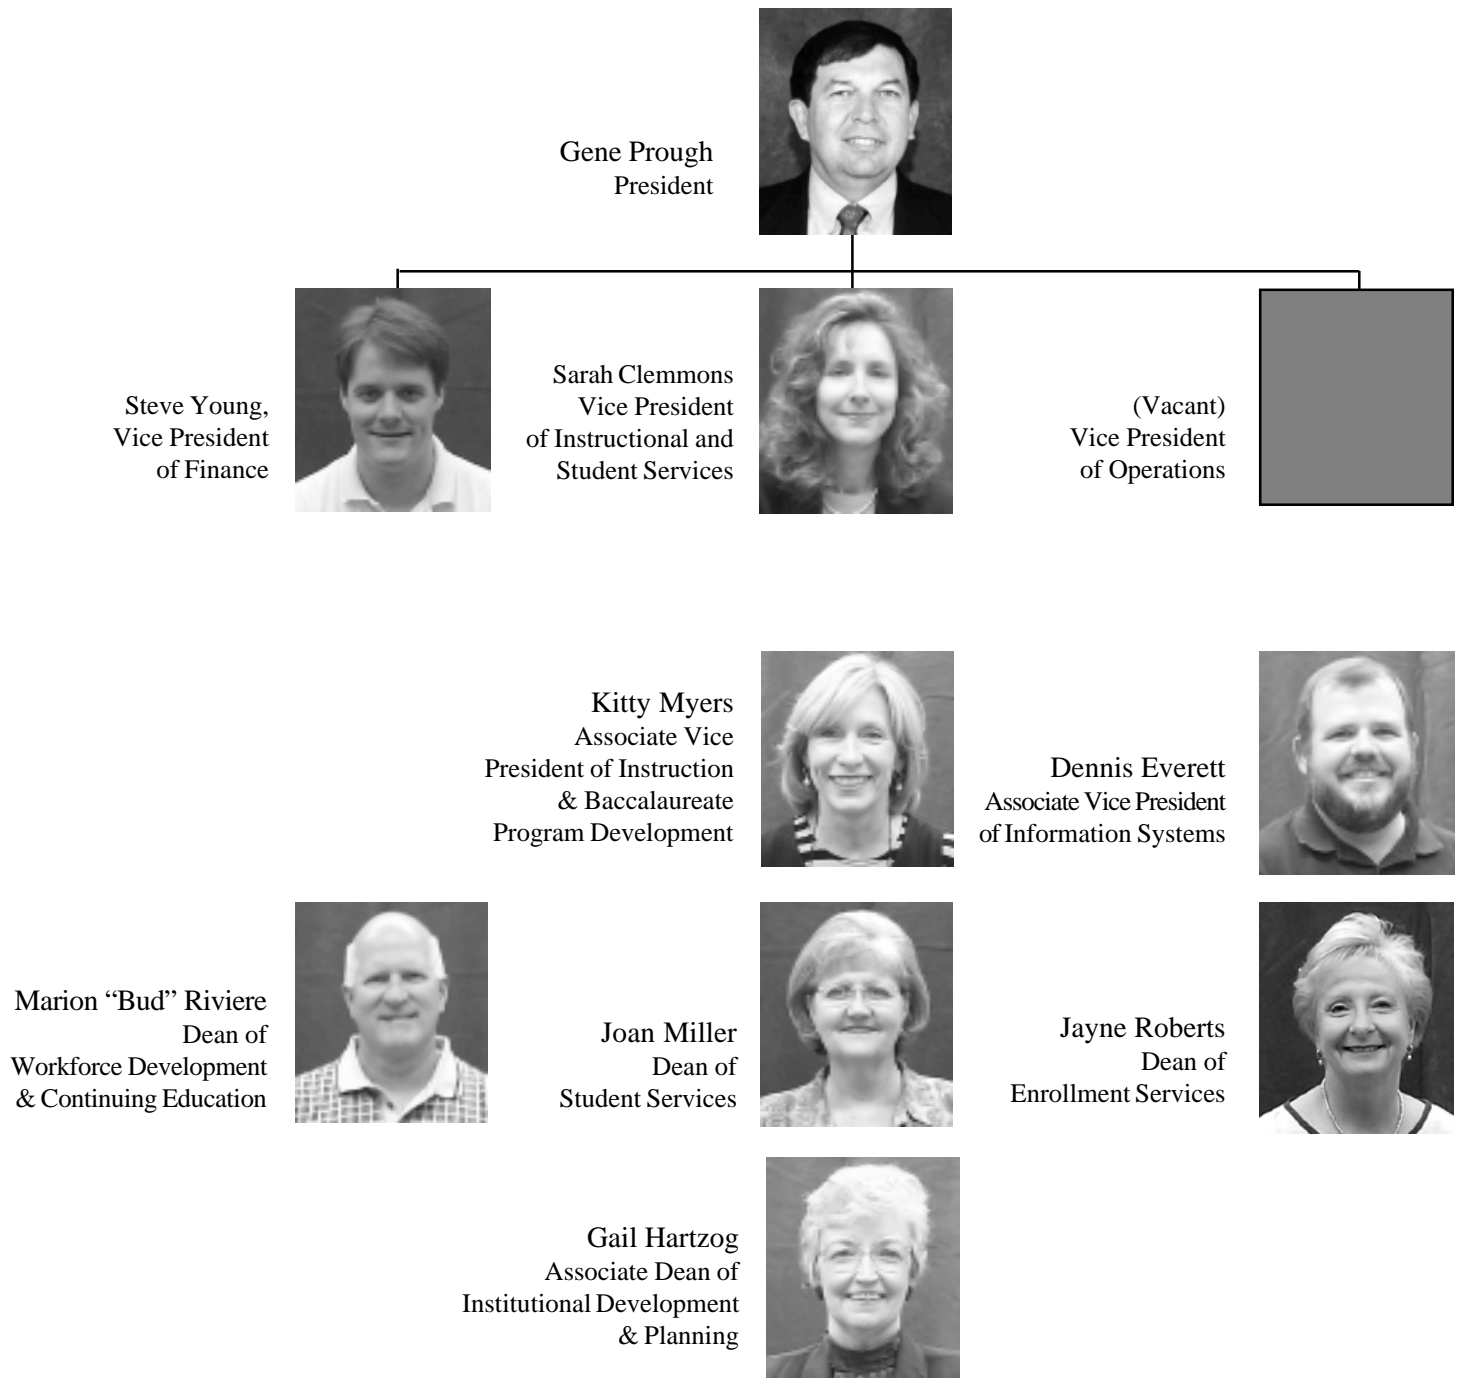 Gene Prough
President
Steve Young,
Vice President
of Finance
Sarah Clemmons
Vice President
of Instructional and
Student Services
(Vacant)
Vice President
of Operations
Kitty Myers
Associate Vice
President of Instruction
& Baccalaureate
Program Development
Dennis Everett
Associate Vice President
of Information Systems
Marion “Bud” Riviere
Dean of
Workforce Development
& Continuing Education
Joan Miller
Dean of
Student Services
Jayne Roberts
Dean of
Enrollment Services
Gail Hartzog
Associate Dean of
Institutional Development
& Planning